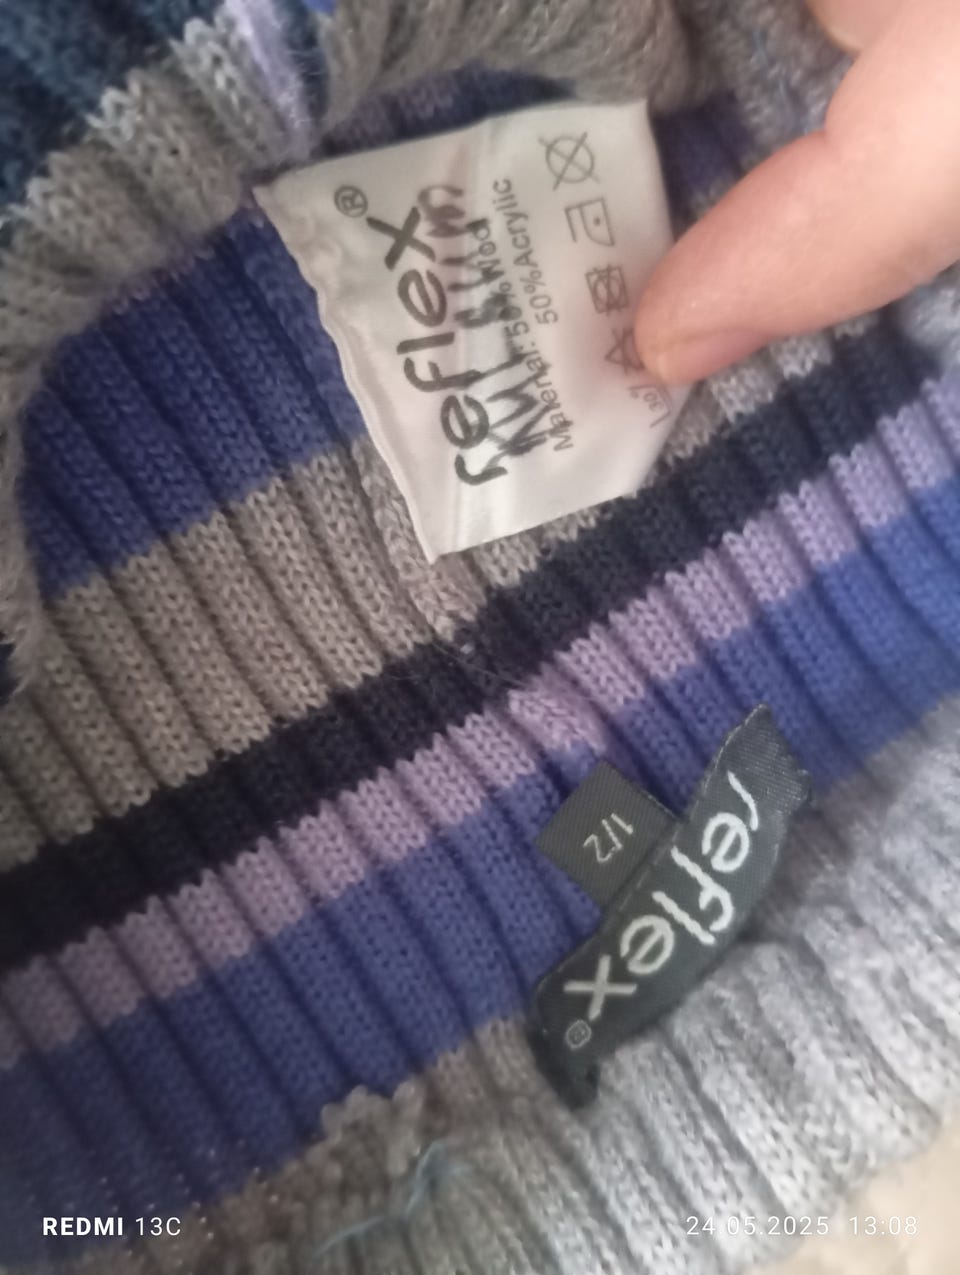 reflex®
Material: 50% Wool
50% Acrylic
30°
1/2
reflex®
REDMI 13C
24.05.2025 13:08